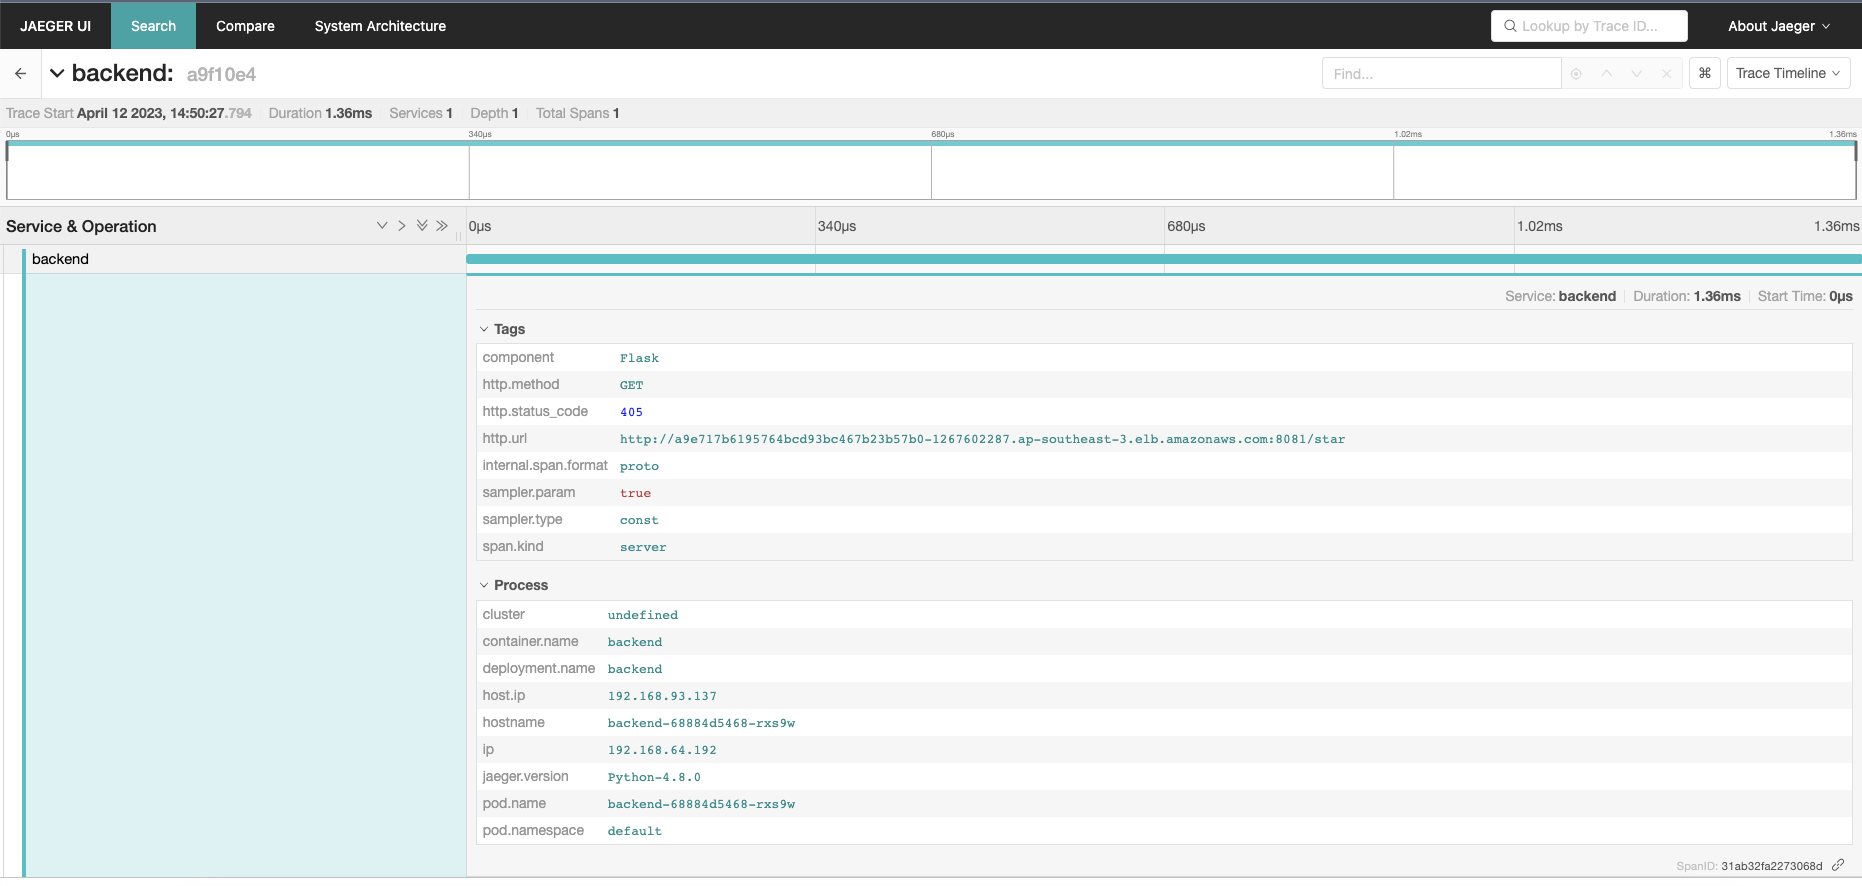 JAEGER UI Search Compare System Architecture Lookup by Trace ID... About Jaeger
backend: a9f10e4 Find... ⌘ Trace Timeline
Trace Start April 12 2023, 14:50:27.794 Duration 1.36ms Services 1 Depth 1 Total Spans 1
0μs 340μs 680μs 1.02ms 1.36ms
Service & Operation 0μs 340μs 680μs 1.02ms 1.36ms
backend
Service: backend Duration: 1.36ms Start Time: 0μs
Tags
component Flask
http.method GET
http.status_code 405
http.url http://a9e717b6195764bcd93bc467b23b57b0-1267602287.ap-southeast-3.elb.amazonaws.com:8081/star
internal.span.format proto
sampler.param true
sampler.type const
span.kind server
Process
cluster undefined
container.name backend
deployment.name backend
host.ip 192.168.93.137
hostname backend-68884d5468-rxs9w
ip 192.168.64.192
jaeger.version Python-4.8.0
pod.name backend-68884d5468-rxs9w
pod.namespace default
SpanID: 31ab32fa2273068d